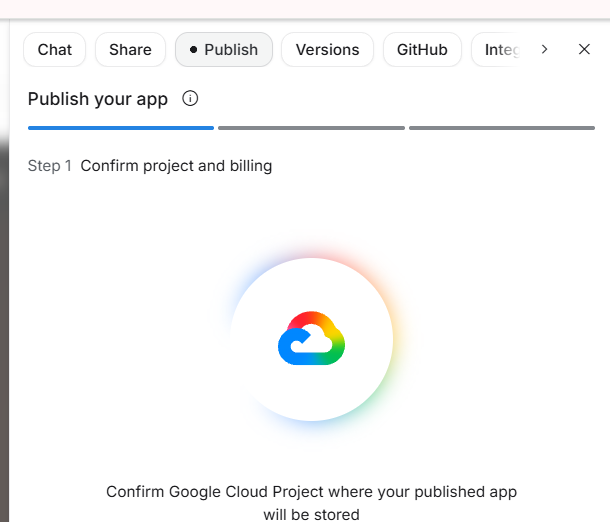 Chat Share Publish Versions GitHub
Publish your app
Step 1 Confirm project and billing
Confirm Google Cloud Project where your published app
will be stored